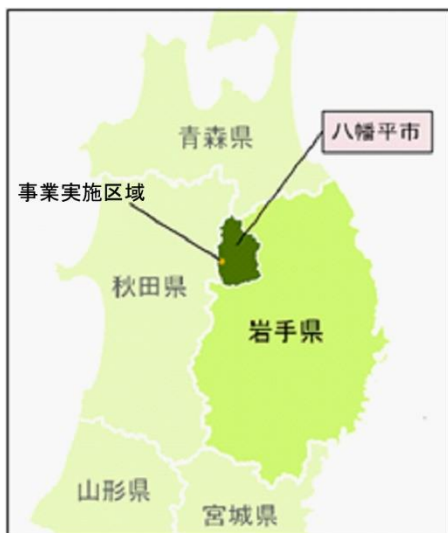 青森県
八幡平市
事業実施区域
秋田県
岩手県
山形県
宮城県